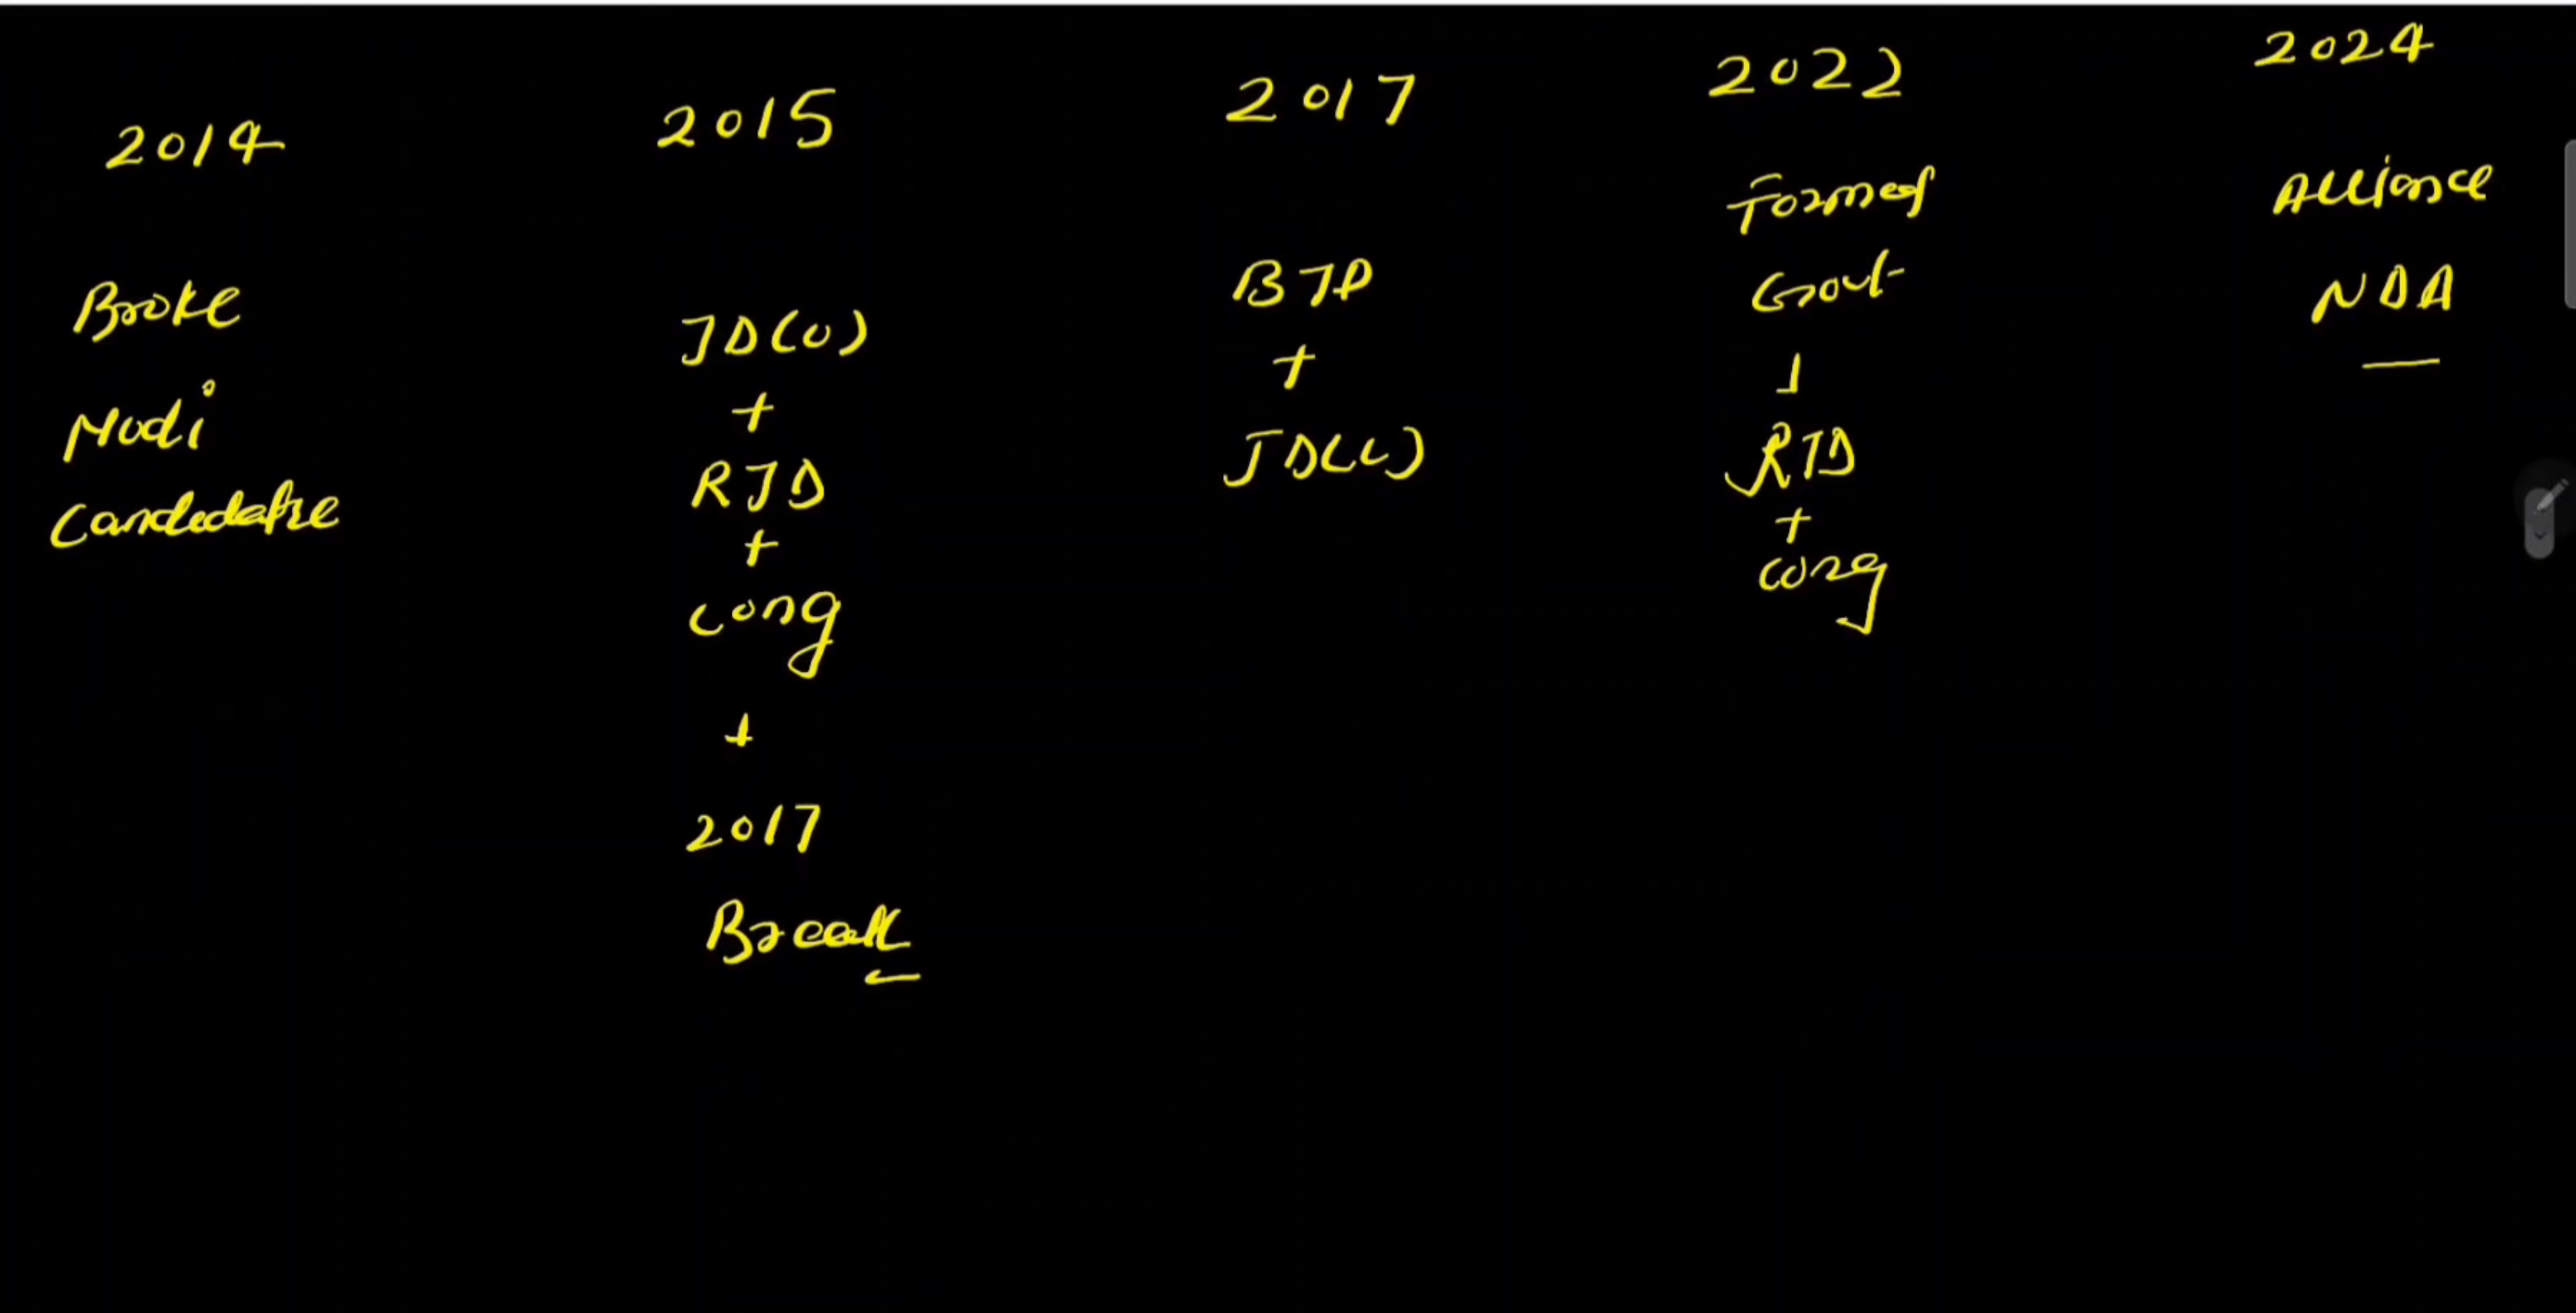 2014
Broke
Modi
Candedature
2015
JD(U)
+
RJD
+
cong
+
2017
Break
2017
BJP
+
JD(U)
2022
Formed
Govt
+
RJD
+
cong
2024
Alliance
NDA